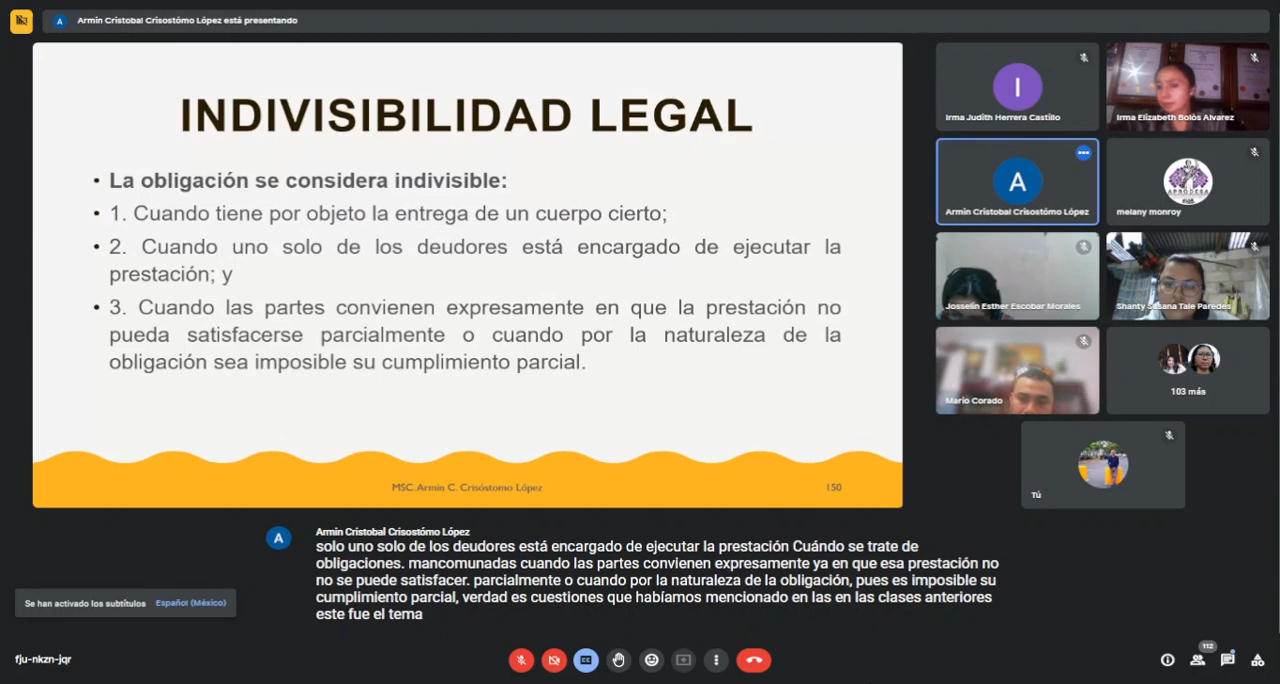 A Armin Cristobal Crisostómo López está presentando
INDIVISIBILIDAD LEGAL
• La obligación se considera indivisible:
• 1. Cuando tiene por objeto la entrega de un cuerpo cierto;
• 2. Cuando uno solo de los deudores está encargado de ejecutar la
prestación; y
• 3. Cuando las partes convienen expresamente en que la prestación no
pueda satisfacerse parcialmente o cuando por la naturaleza de la
obligación sea imposible su cumplimiento parcial.
MSC.Armin C. Crisóstomo López
150
I
Irma Judith Herrera Castillo
Irma Elizabeth Bolós Alvarez
A
Armin Cristobal Crisostómo López
APRODESA
melany monroy
Josselin Esther Escobar Morales
Shanty Susana Tale Paredes
Mario Corado
103 más
Tú
A
Armin Cristobal Crisostómo López
solo uno solo de los deudores está encargado de ejecutar la prestación Cuándo se trate de
obligaciones. mancomunadas cuando las partes convienen expresamente ya en que esa prestación no
no se puede satisfacer. parcialmente o cuando por la naturaleza de la obligación, pues es imposible su
cumplimiento parcial, verdad es cuestiones que habíamos mencionado en las en las clases anteriores
este fue el tema
Se han activado los subtítulos Español (México)
fju-nkzn-jqr
CC
112